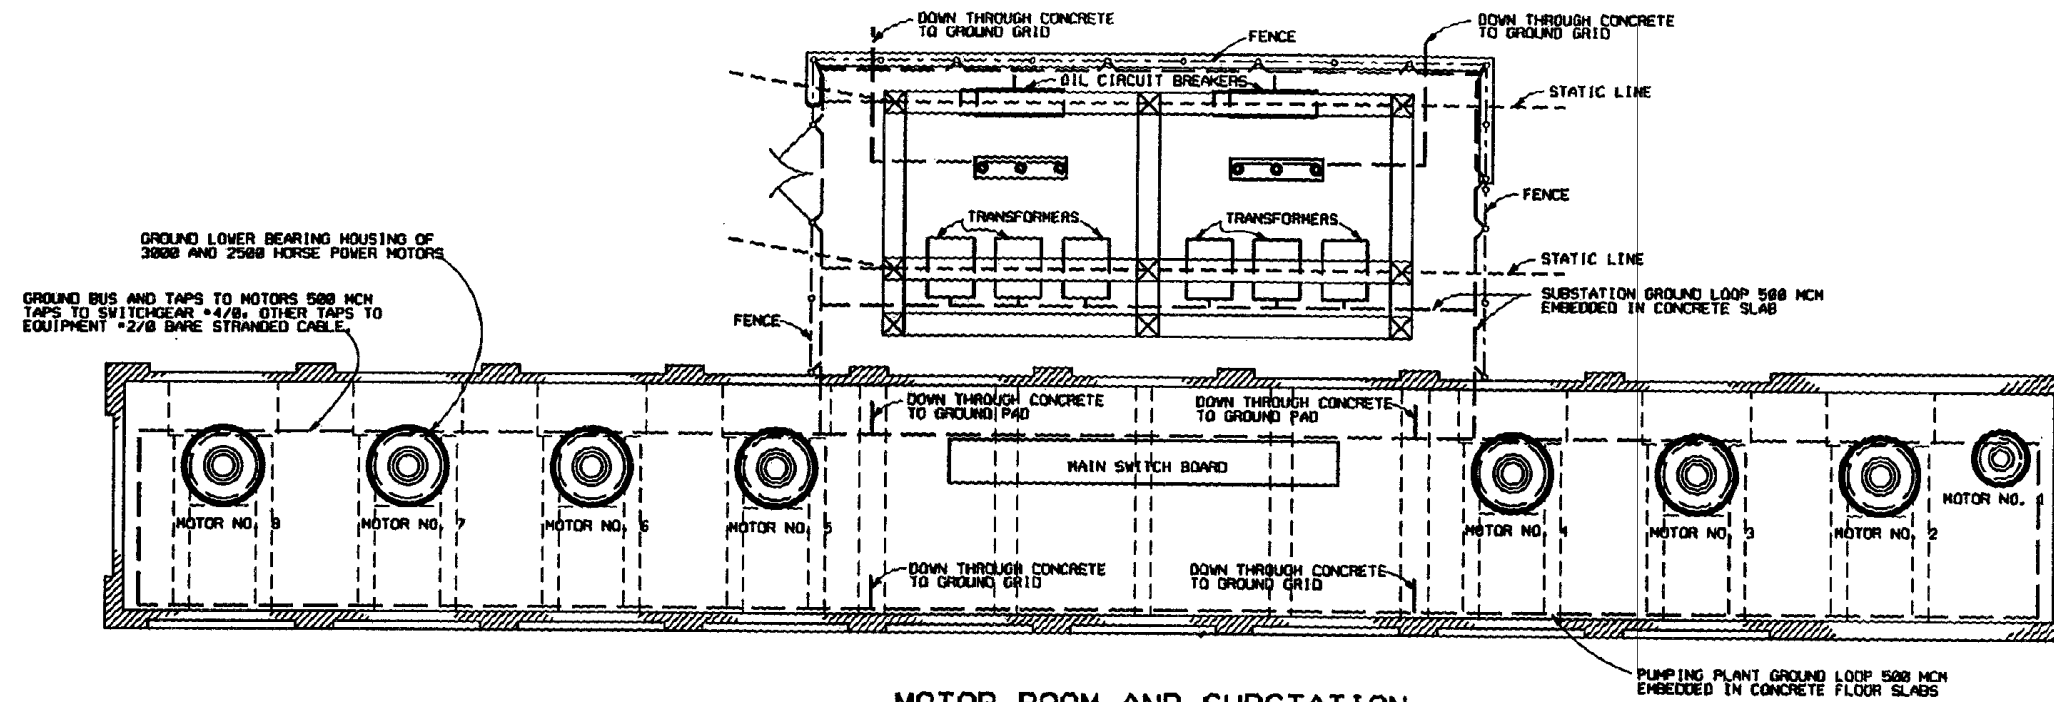 DOWN THROUGH CONCRETE
TO GROUND GRID
FENCE
DOWN THROUGH CONCRETE
TO GROUND GRID
OIL CIRCUIT BREAKERS
STATIC LINE
FENCE
TRANSFORMERS
TRANSFORMERS
GROUND LOWER BEARING HOUSING OF
3000 AND 2500 HORSE POWER MOTORS
STATIC LINE
GROUND BUS AND TAPS TO MOTORS 500 MCM
TAPS TO SWITCHGEAR #4/0. OTHER TAPS TO
EQUIPMENT #2/0 BARE STRANDED CABLE.
SUBSTATION GROUND LOOP 500 MCM
EMBEDDED IN CONCRETE SLAB
FENCE
DOWN THROUGH CONCRETE
TO GROUND PAD
DOWN THROUGH CONCRETE
TO GROUND PAD
MAIN SWITCH BOARD
MOTOR NO. 8
MOTOR NO. 7
MOTOR NO. 6
MOTOR NO. 5
MOTOR NO. 4
MOTOR NO. 3
MOTOR NO. 2
MOTOR NO. 1
DOWN THROUGH CONCRETE
TO GROUND GRID
DOWN THROUGH CONCRETE
TO GROUND GRID
PUMPING PLANT GROUND LOOP 500 MCM
EMBEDDED IN CONCRETE FLOOR SLABS
MOTOR ROOM AND SUBSTATION